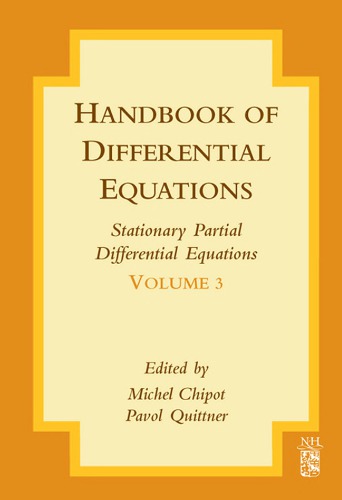 HANDBOOK OF
DIFFERENTIAL
EQUATIONS
Stationary Partial
Differential Equations
VOLUME 3
Edited by
Michel Chipot
Pavol Quittner
NH